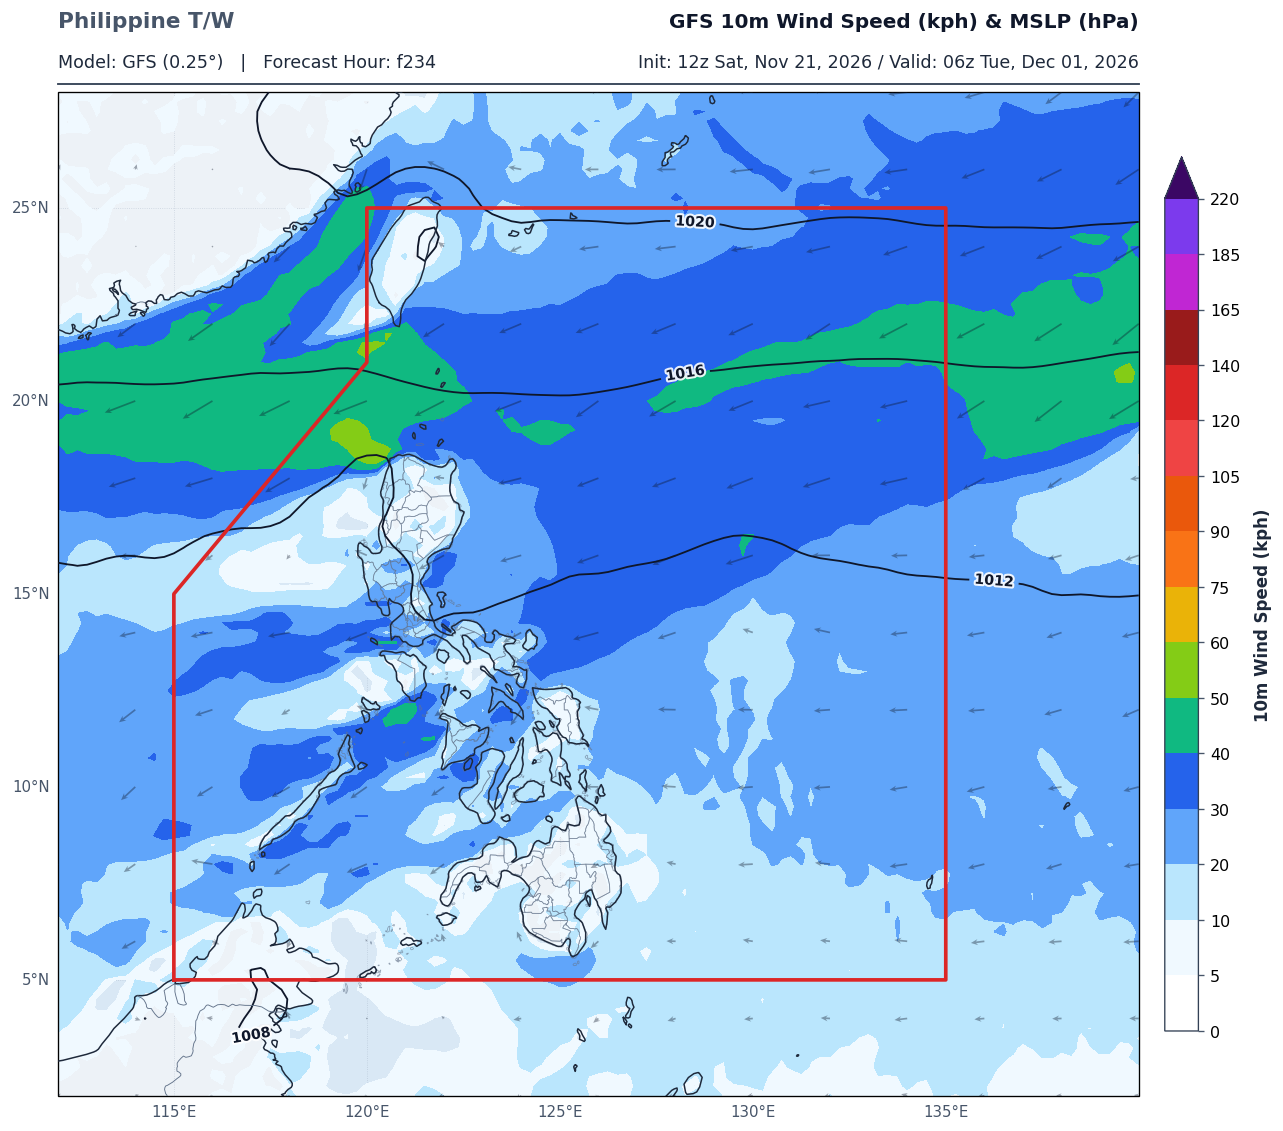 Philippine T/W
GFS 10m Wind Speed (kph) & MSLP (hPa)
Model: GFS (0.25°) | Forecast Hour: f234
Init: 12z Sat, Nov 21, 2026 / Valid: 06z Tue, Dec 01, 2026
25°N
20°N
15°N
10°N
5°N
1020
1016
1012
1008
115°E
120°E
125°E
130°E
135°E
220
185
165
140
120
105
90
75
60
50
40
30
20
10
5
0
10m Wind Speed (kph)